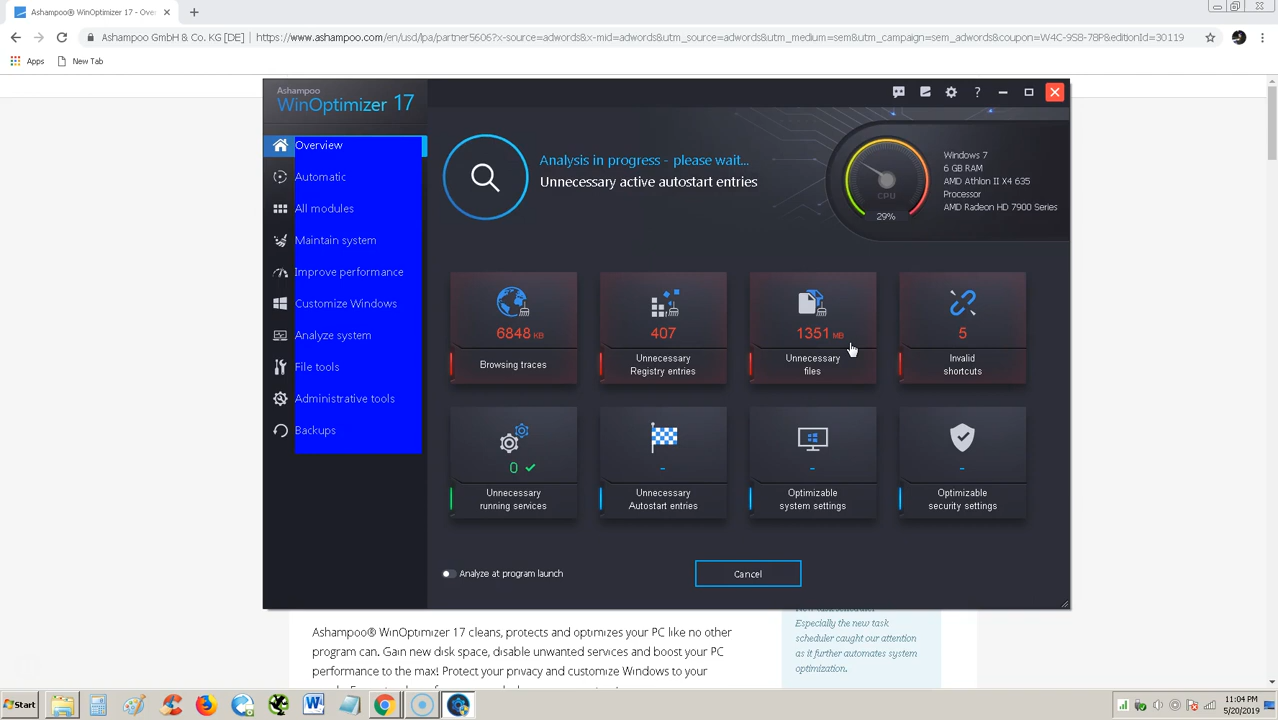 Ashampoo® WinOptimizer 17 - Ove
Ashampoo GmbH & Co. KG [DE] | https://www.ashampoo.com/en/usd/lpa/partner5606?x-source=adwords&x-mid=adwords&utm_source=adwords&utm_medium=sem&utm_campaign=sem_adwords&coupon=W4C-9S8-78P&editionId=30119
Apps New Tab
Ashampoo
WinOptimizer 17
Overview
Automatic
All modules
Maintain system
Improve performance
Customize Windows
Analyze system
File tools
Administrative tools
Backups
Analysis in progress - please wait...
Unnecessary active autostart entries
CPU
29%
Windows 7
6 GB RAM
AMD Athlon II X4 635
Processor
AMD Radeon HD 7900 Series
6848 KB
Browsing traces
407
Unnecessary
Registry entries
1351 MB
Unnecessary
files
5
Invalid
shortcuts
0
Unnecessary
running services
-
Unnecessary
Autostart entries
-
Optimizable
system settings
-
Optimizable
security settings
Analyze at program launch
Cancel
Especially the new task
scheduler caught our attention
as it further automates system
optimization.
Ashampoo® WinOptimizer 17 cleans, protects and optimizes your PC like no other
program can. Gain new disk space, disable unwanted services and boost your PC
performance to the max! Protect your privacy and customize Windows to your
Start
11:04 PM
5/20/2019